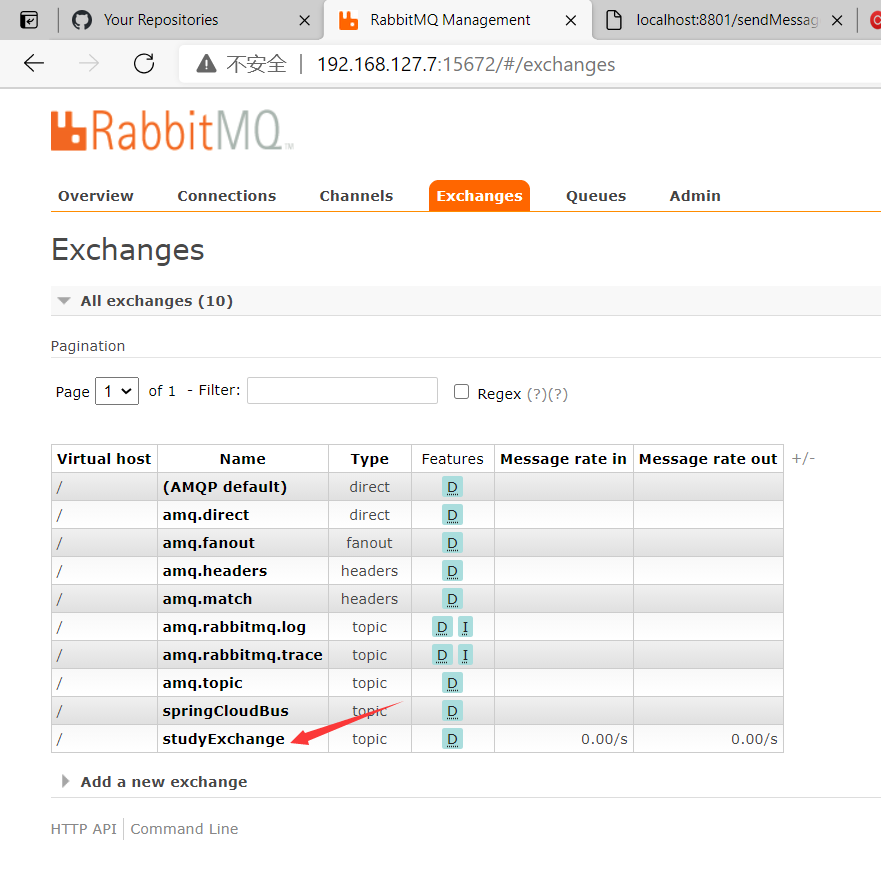 Your Repositories
RabbitMQ Management
localhost:8801/sendMessag
不安全 192.168.127.7:15672/#/exchanges
RabbitMQ TM
Overview Connections Channels Exchanges Queues Admin
Exchanges
All exchanges (10)
Pagination
Page 1 of 1 - Filter: Regex (?)(?)
Virtual host Name Type Features Message rate in Message rate out +/-
/ (AMQP default) direct D
/ amq.direct direct D
/ amq.fanout fanout D
/ amq.headers headers D
/ amq.match headers D
/ amq.rabbitmq.log topic D I
/ amq.rabbitmq.trace topic D I
/ amq.topic topic D
/ springCloudBus topic D
/ studyExchange topic D 0.00/s 0.00/s
Add a new exchange
HTTP API Command Line